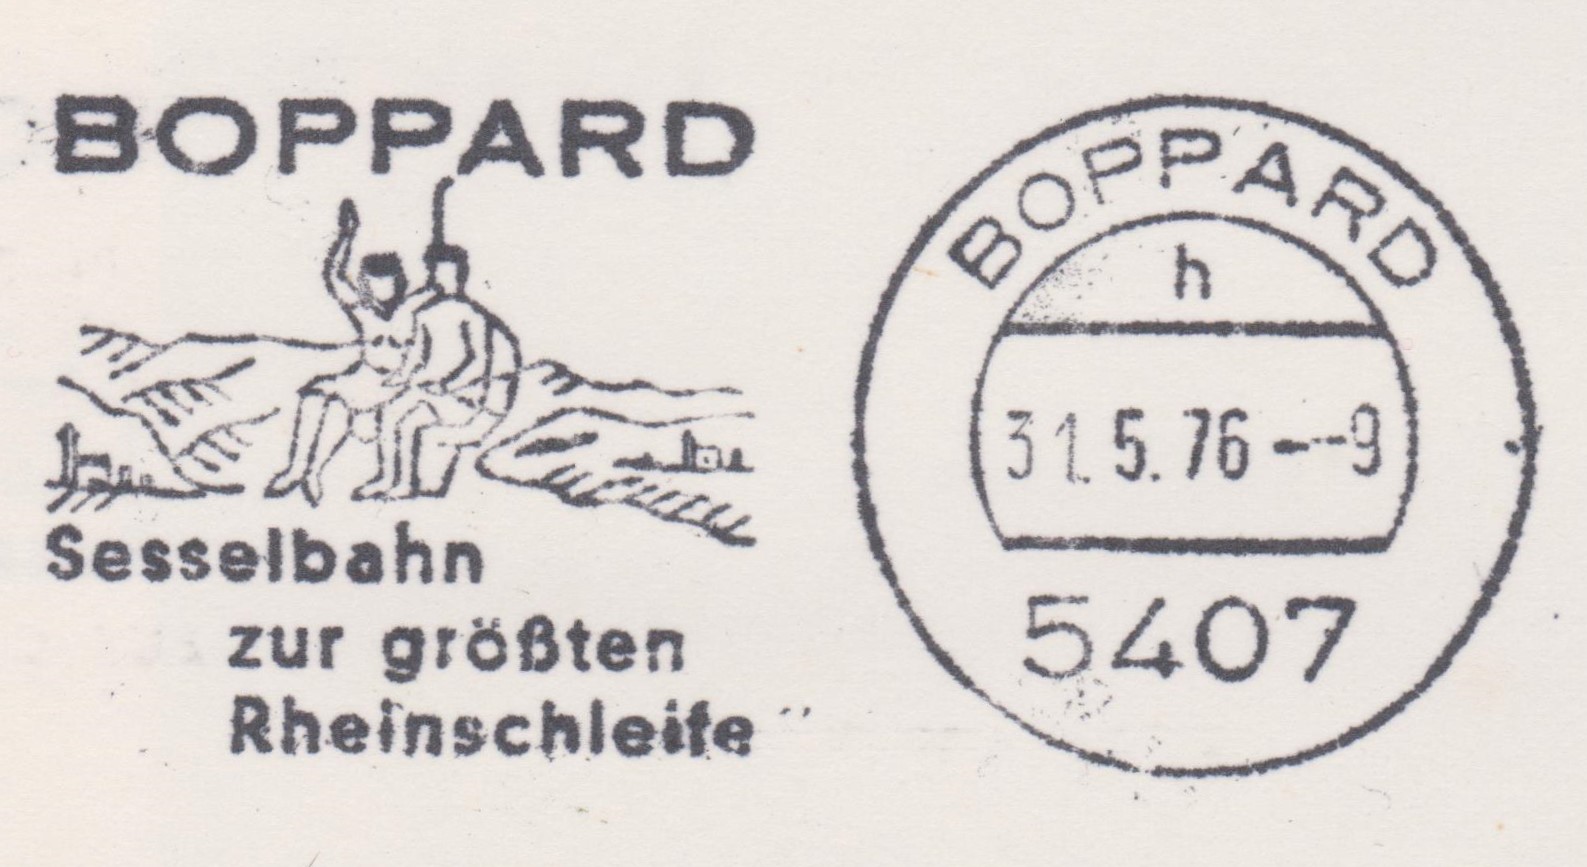 BOPPARD
Sesselbahn
zur größten
Rheinschleife
BOPPARD
h
31.5.76--9
5407